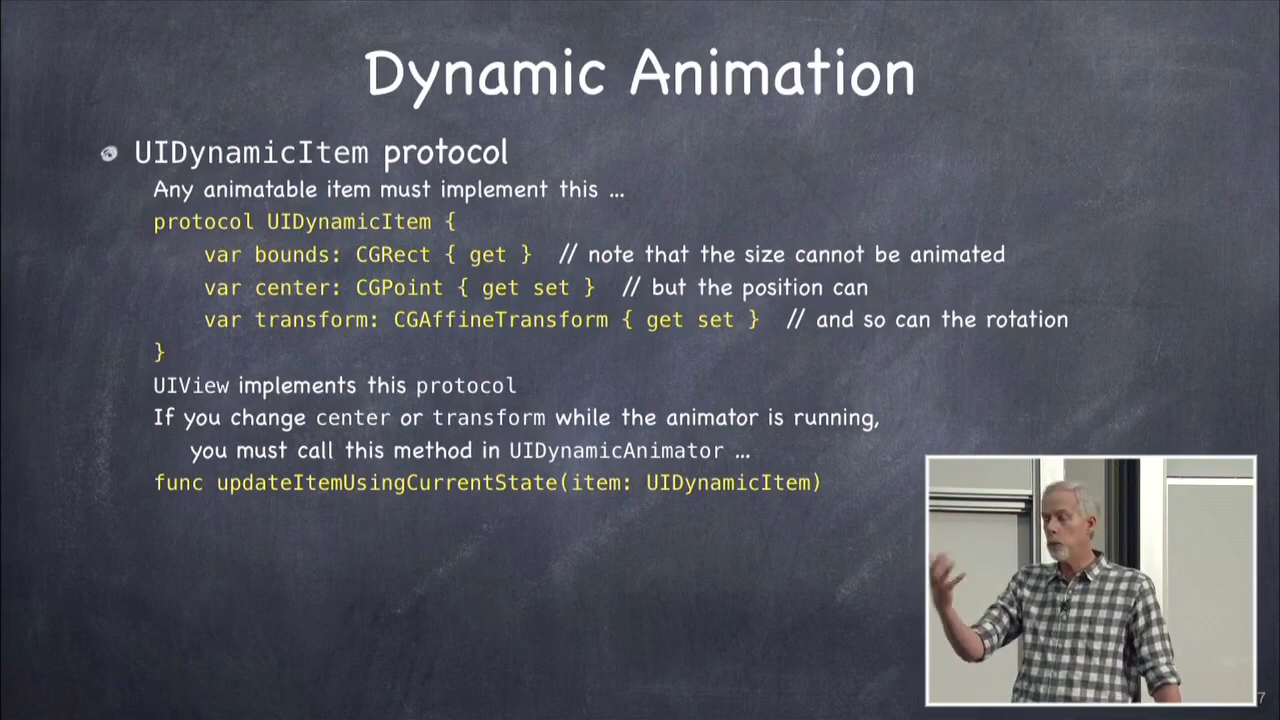 Dynamic Animation
UIDynamicItem protocol
Any animatable item must implement this ...
protocol UIDynamicItem {
var bounds: CGRect { get } // note that the size cannot be animated
var center: CGPoint { get set } // but the position can
var transform: CGAffineTransform { get set } // and so can the rotation
}
UIView implements this protocol
If you change center or transform while the animator is running,
you must call this method in UIDynamicAnimator ...
func updateItemUsingCurrentState(item: UIDynamicItem)